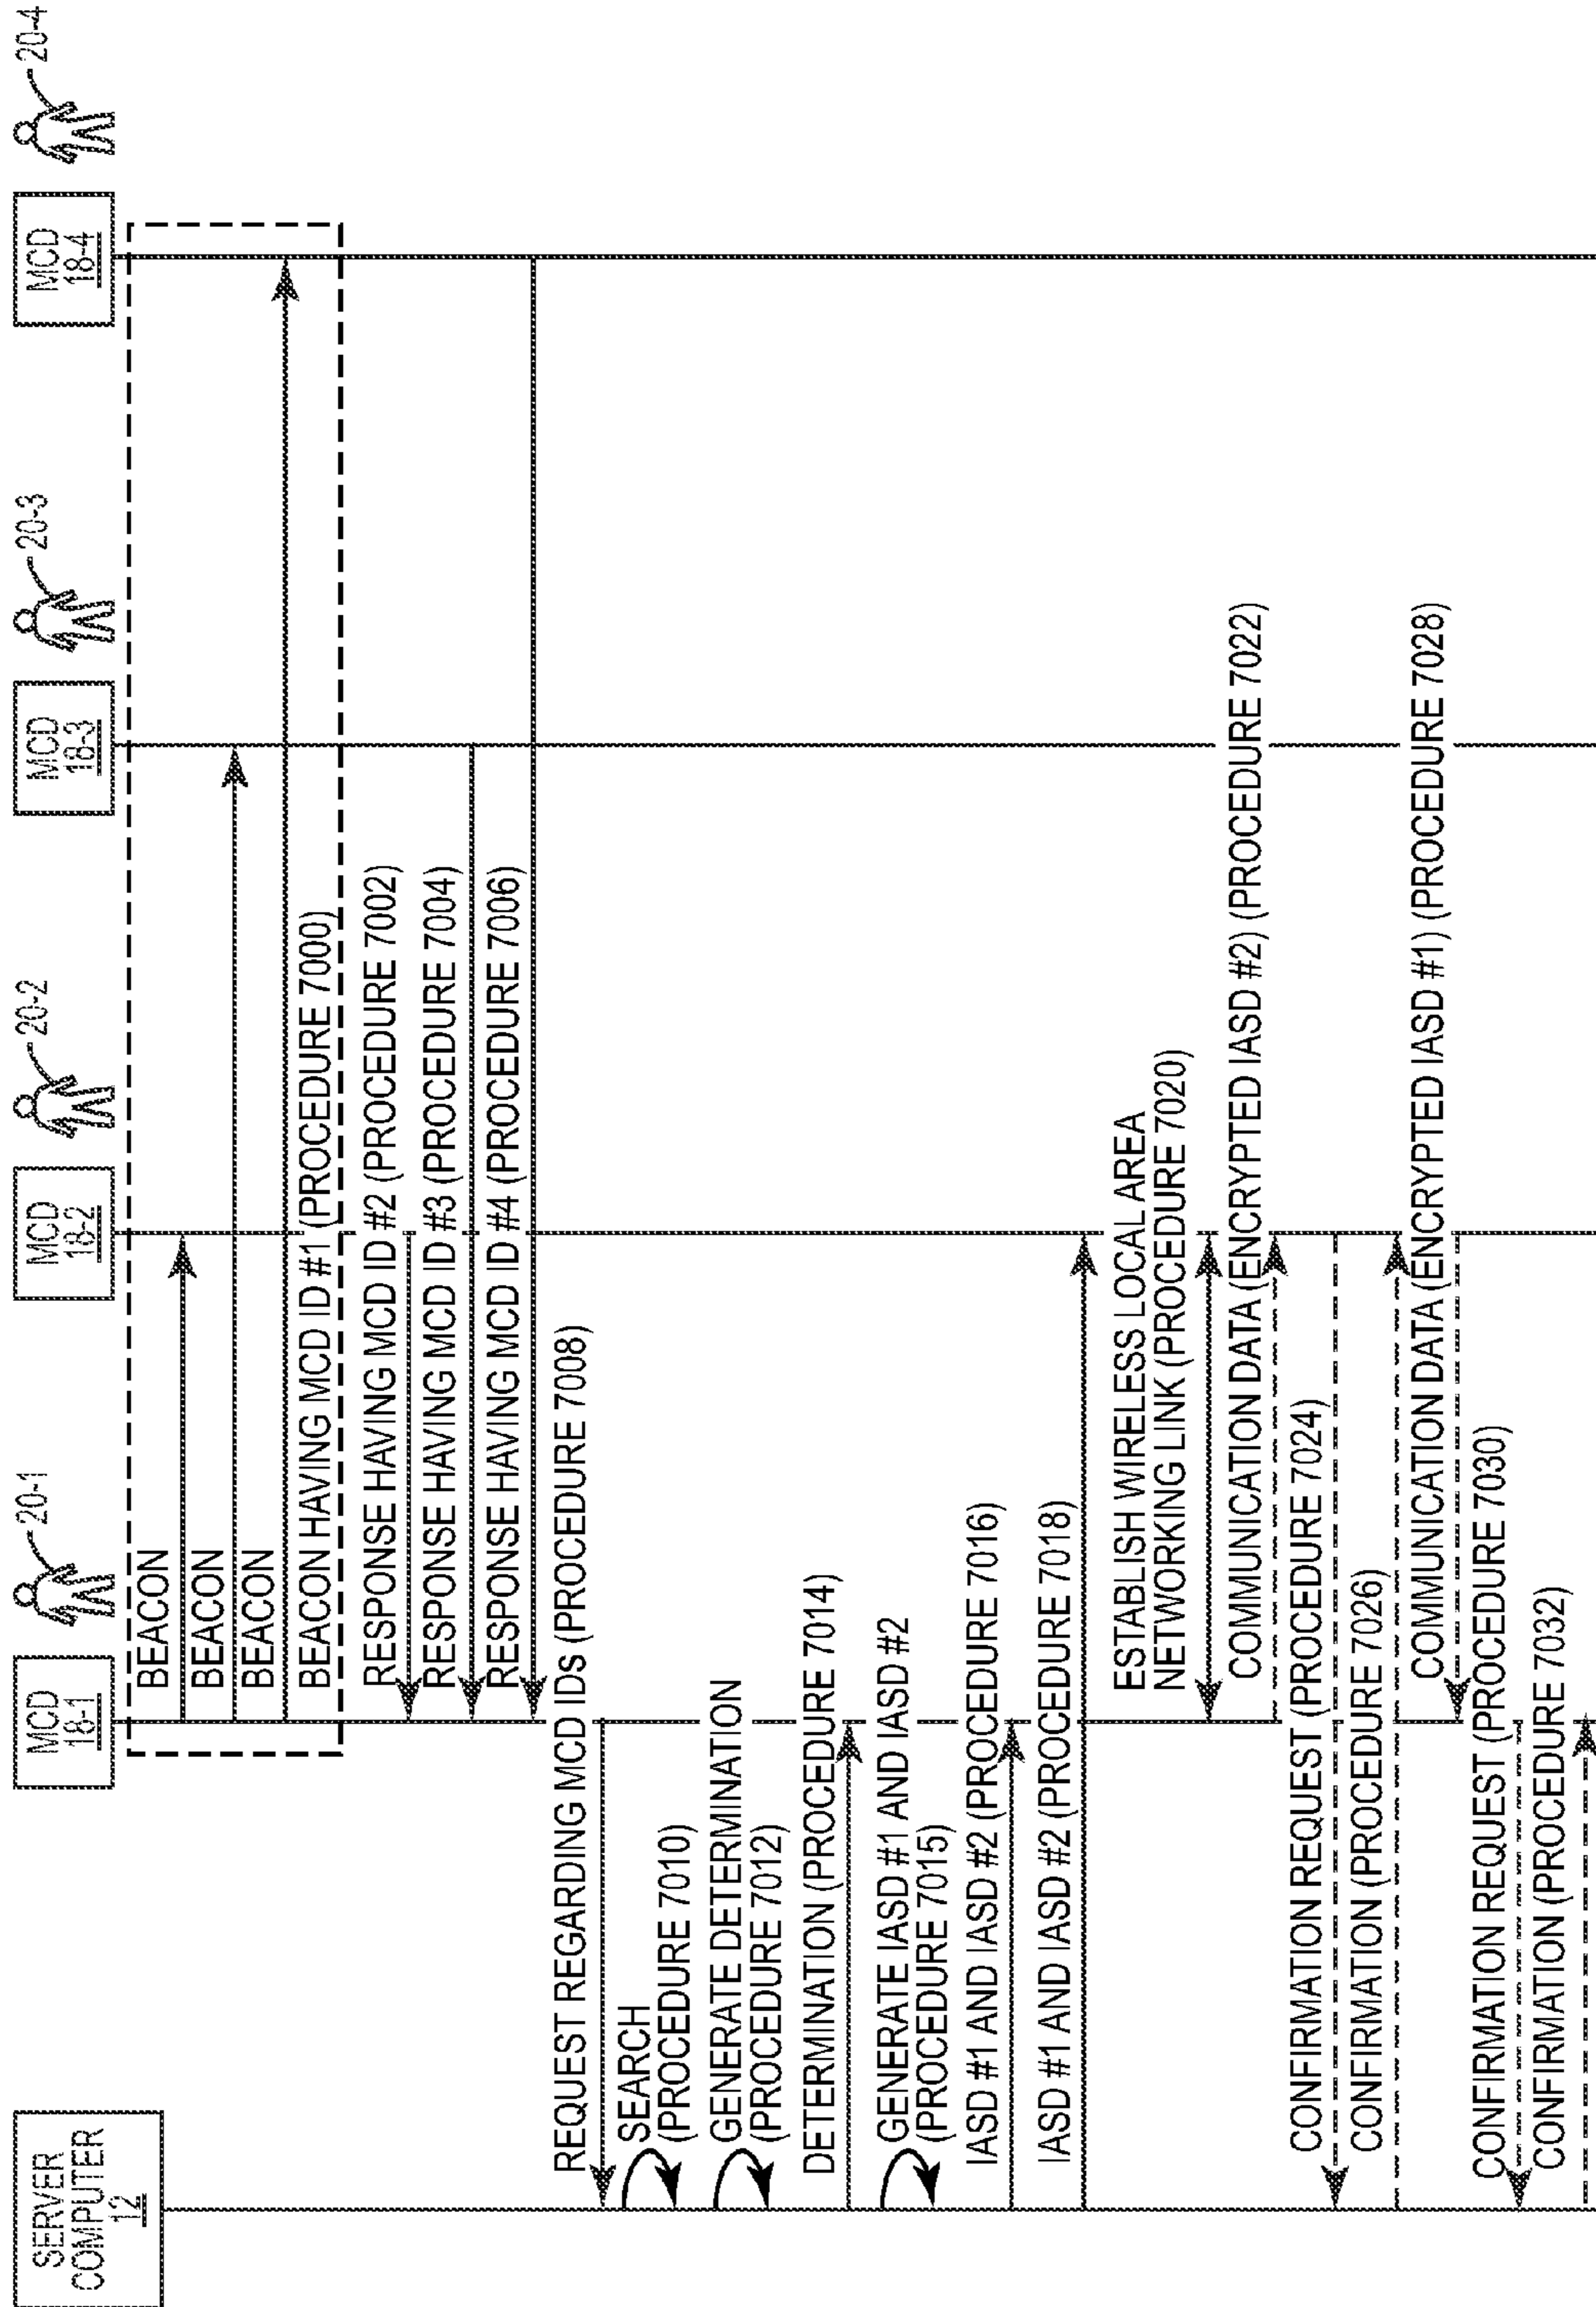 SERVER
COMPUTER
12
MCD
18-1
20-1
MCD
18-2
20-2
MCD
18-3
20-3
MCD
18-4
20-4
BEACON
BEACON
BEACON
BEACON HAVING MCD ID #1 (PROCEDURE 7000)
RESPONSE HAVING MCD ID #2 (PROCEDURE 7002)
RESPONSE HAVING MCD ID #3 (PROCEDURE 7004)
RESPONSE HAVING MCD ID #4 (PROCEDURE 7006)
REQUEST REGARDING MCD IDs (PROCEDURE 7008)
SEARCH
(PROCEDURE 7010)
GENERATE DETERMINATION
(PROCEDURE 7012)
DETERMINATION (PROCEDURE 7014)
GENERATE IASD #1 AND IASD #2
(PROCEDURE 7015)
IASD #1 AND IASD #2 (PROCEDURE 7016)
IASD #1 AND IASD #2 (PROCEDURE 7018)
ESTABLISH WIRELESS LOCAL AREA
NETWORKING LINK (PROCEDURE 7020)
COMMUNICATION DATA (ENCRYPTED IASD #2) (PROCEDURE 7022)
CONFIRMATION REQUEST (PROCEDURE 7024)
CONFIRMATION (PROCEDURE 7026)
COMMUNICATION DATA (ENCRYPTED IASD #1) (PROCEDURE 7028)
CONFIRMATION REQUEST (PROCEDURE 7030)
CONFIRMATION (PROCEDURE 7032)